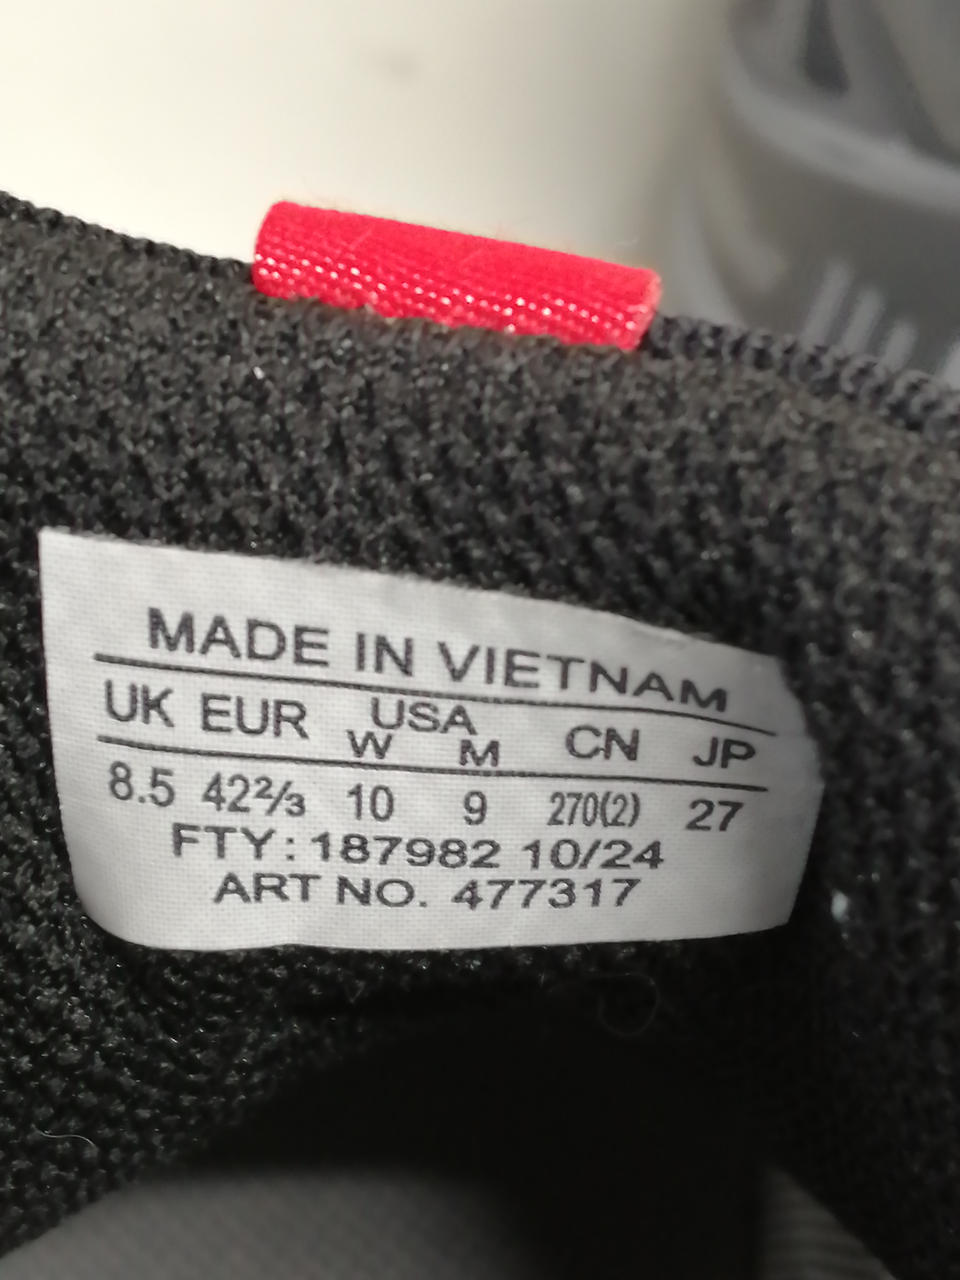 MADE IN VIETNAM
UK EUR USA CN JP
W M
8.5 42⅔ 10 9 270(2) 27
FTY: 187982 10/24
ART NO. 477317